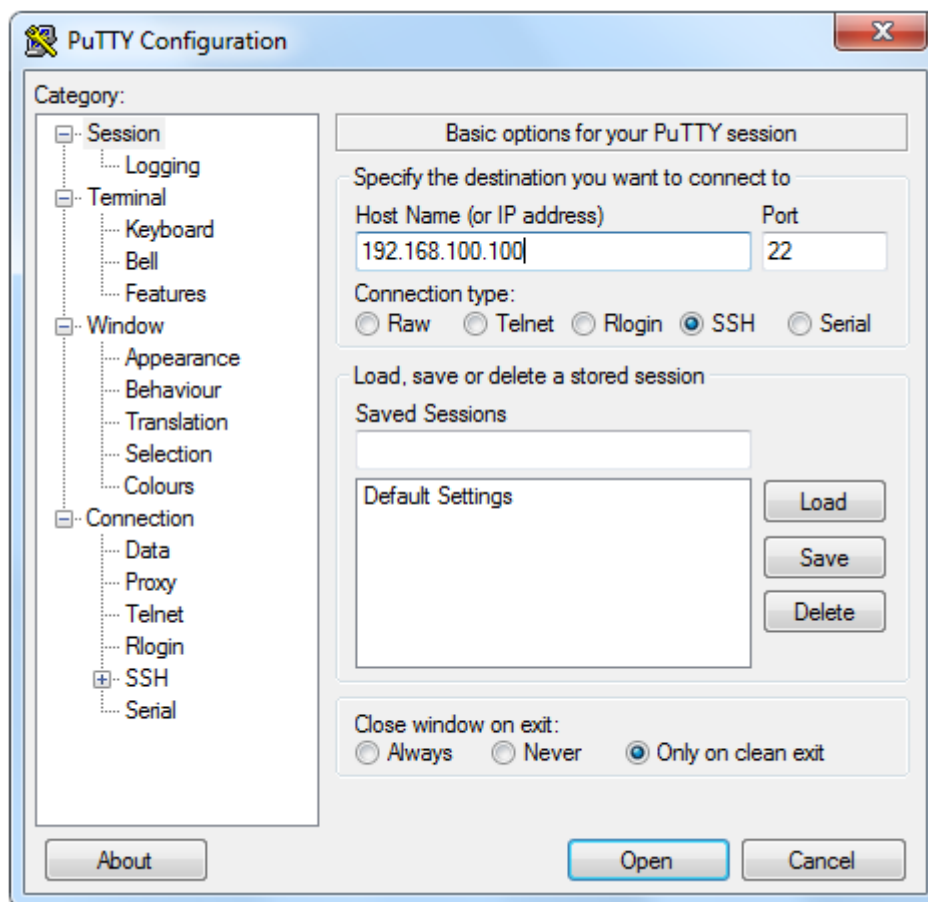 PuTTY Configuration
Category:
Session
Logging
Terminal
Keyboard
Bell
Features
Window
Appearance
Behaviour
Translation
Selection
Colours
Connection
Data
Proxy
Telnet
Rlogin
SSH
Serial
Basic options for your PuTTY session
Specify the destination you want to connect to
Host Name (or IP address) Port
192.168.100.100 22
Connection type:
Raw Telnet Rlogin SSH Serial
Load, save or delete a stored session
Saved Sessions
Default Settings
Load
Save
Delete
Close window on exit:
Always Never Only on clean exit
About Open Cancel